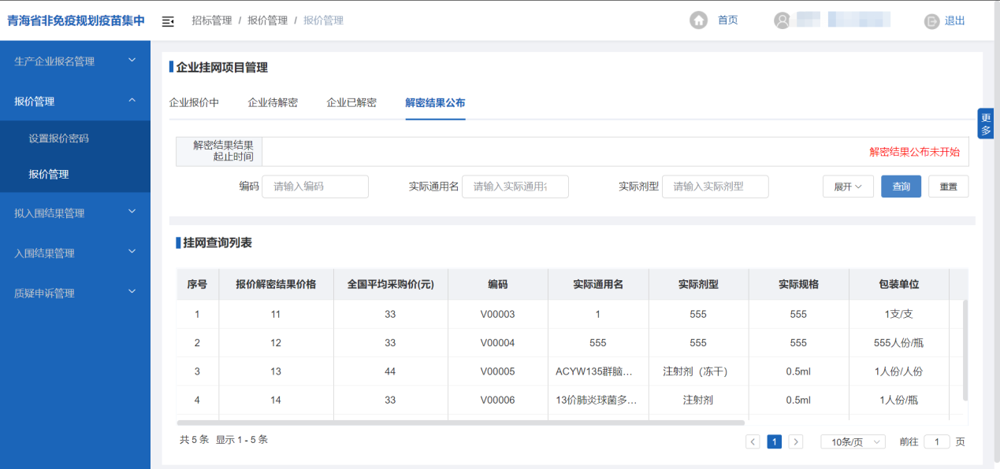 青海省非免疫规划疫苗集中
招标管理 / 报价管理 / 报价管理
首页
退出
生产企业报名管理
报价管理
设置报价密码
报价管理
拟入围结果管理
入围结果管理
质疑申诉管理
企业挂网项目管理
企业报价中 企业待解密 企业已解密 解密结果公布
更多
解密结果结果
起止时间
解密结果公布未开始
编码 请输入编码 实际通用名 请输入实际通用 实际剂型 请输入实际剂型 展开 查询 重置
挂网查询列表
序号 报价解密结果价格 全国平均采购价(元) 编码 实际通用名 实际剂型 实际规格 包装单位
1 11 33 V00003 1 555 555 1支/支
2 12 33 V00004 555 555 555 555人份/瓶
3 13 44 V00005 ACYW135群脑... 注射剂（冻干） 0.5ml 1人份/人份
4 14 33 V00006 13价肺炎球菌多... 注射剂 0.5ml 1人份/瓶
共 5 条 显示 1 - 5 条
1 10条/页 前往 1 页